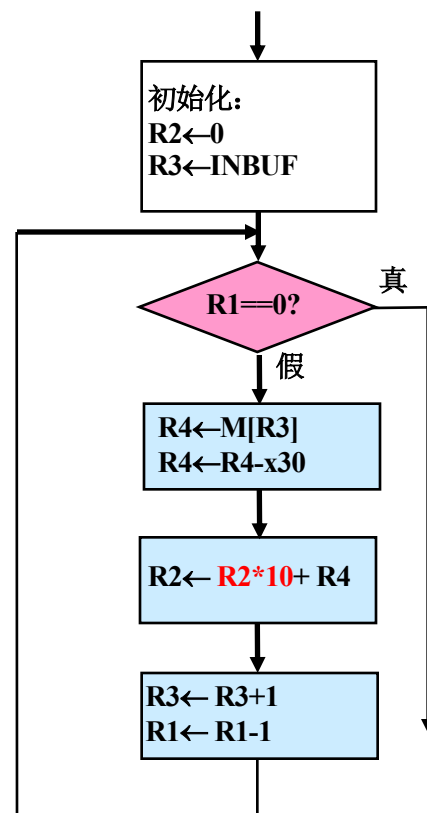 初始化：
R2←0
R3←INBUF
R1==0?
真
假
R4←M[R3]
R4←R4-x30
R2← R2*10+ R4
R3← R3+1
R1← R1-1